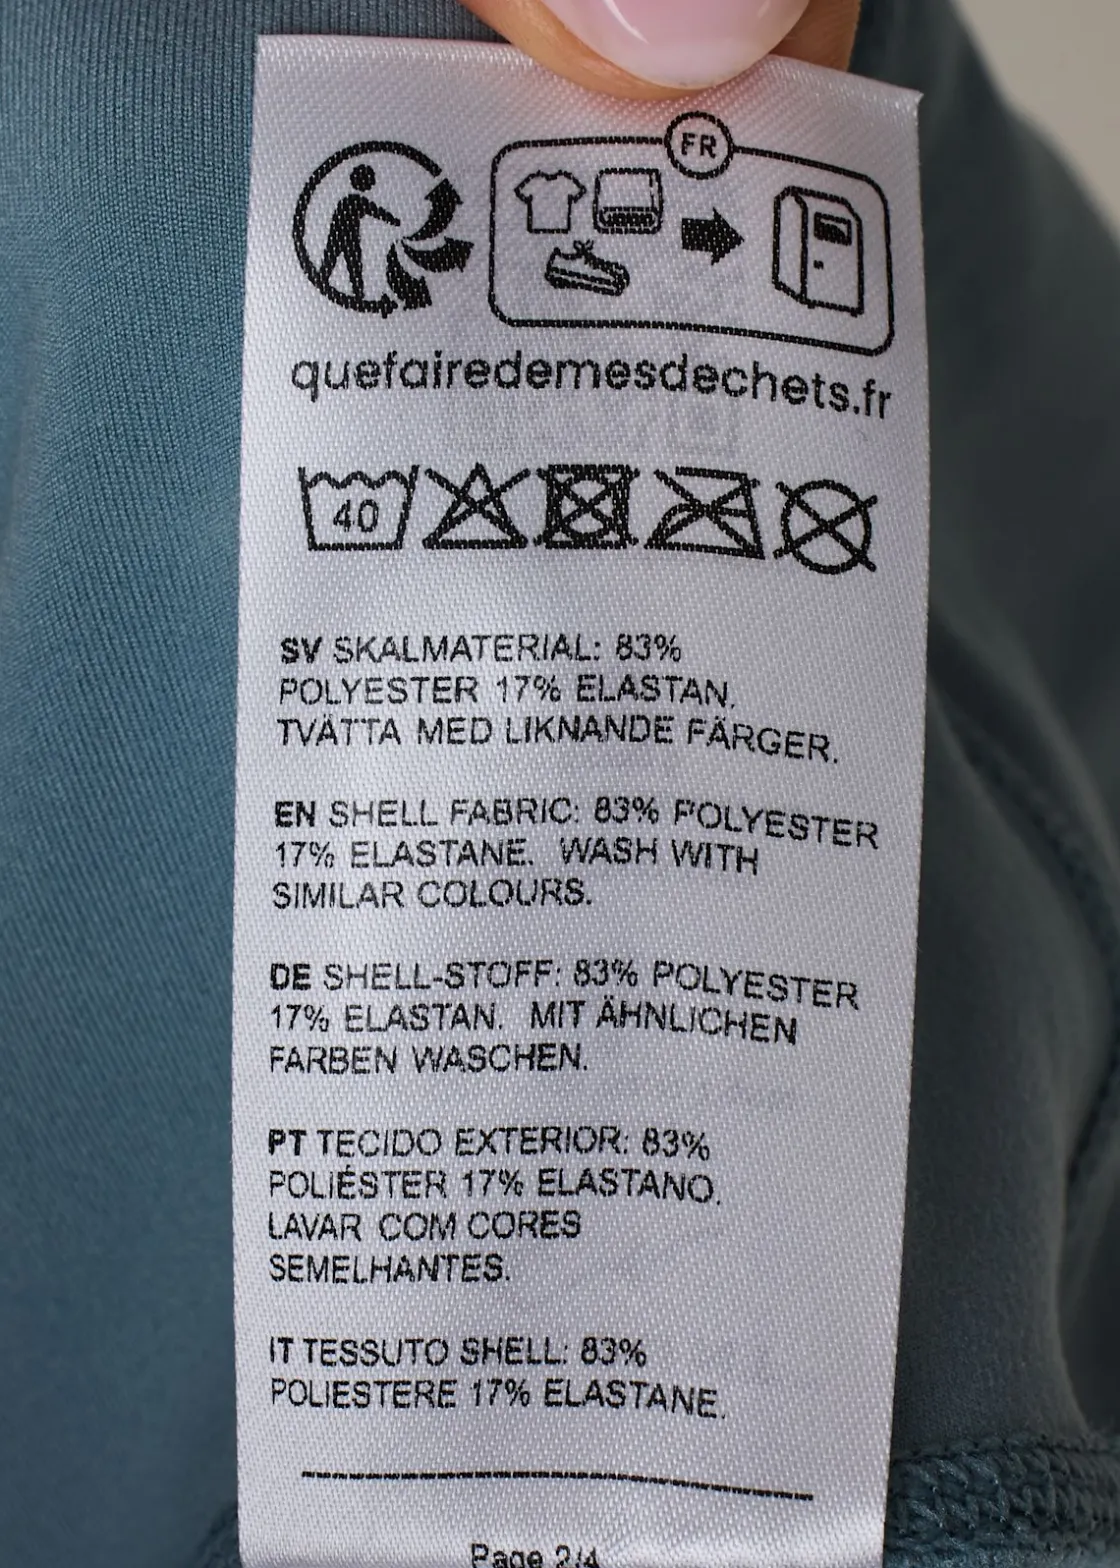 FR
quefairedemesdechets.fr
40
SV SKALMATERIAL: 83%
POLYESTER 17% ELASTAN.
TVÄTTA MED LIKNANDE FÄRGER.
EN SHELL FABRIC: 83% POLYESTER
17% ELASTANE. WASH WITH
SIMILAR COLOURS.
DE SHELL-STOFF: 83% POLYESTER
17% ELASTAN. MIT ÄHNLICHEN
FARBEN WASCHEN.
PT TECIDO EXTERIOR: 83%
POLIÉSTER 17% ELASTANO.
LAVAR COM CORES
SEMELHANTES.
IT TESSUTO SHELL: 83%
POLIESTERE 17% ELASTANE.
Page 2/4